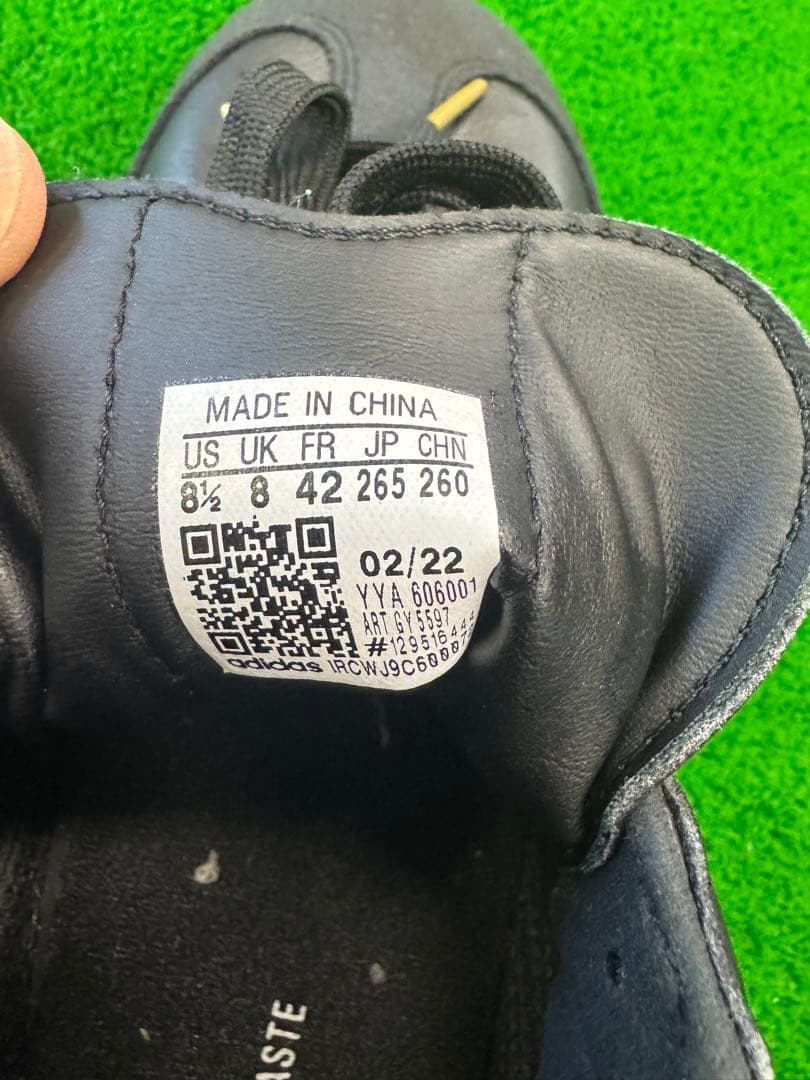 MADE IN CHINA
US UK FR JP CHN
8½ 8 42 265 260
02/22
YYA 606001
ART GY5597
adidas
ASTE